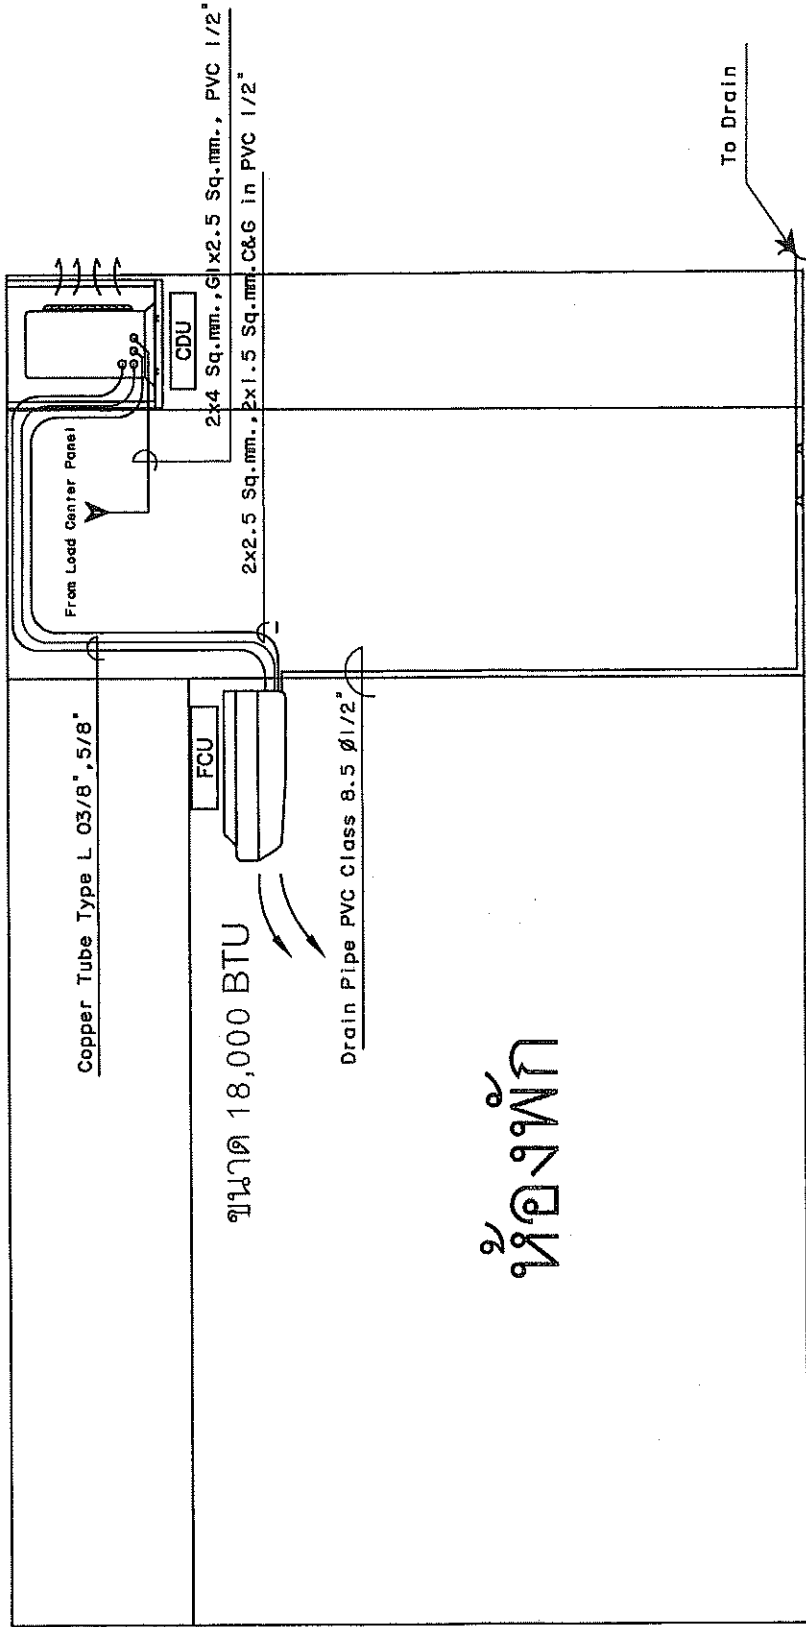 Copper Tube Type L Ø3/8",5/8"
From Load Center Panel
CDU
2x4 Sq.mm.,G1x2.5 Sq.mm., PVC 1/2"
2x2.5 Sq.mm.,2x1.5 Sq.mm.C&G in PVC 1/2"
FCU
ขนาด 18,000 BTU
Drain Pipe PVC Class 8.5 Ø1/2"
ห้องพัก
To Drain